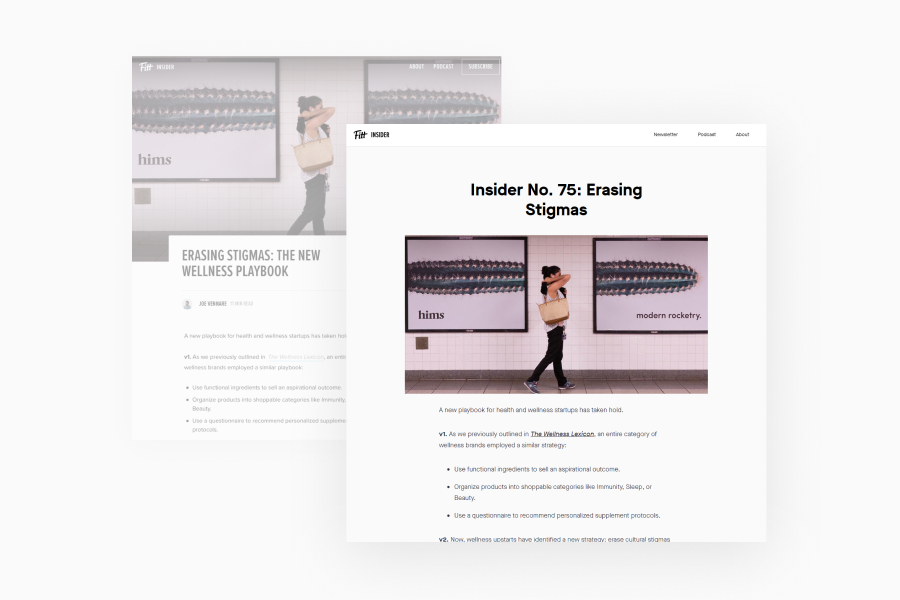 Fitt INSIDER
ABOUT PODCAST SUBSCRIBE
hims
ERASING STIGMAS: THE NEW
WELLNESS PLAYBOOK
JOE VENNARE 11 MIN READ
A new playbook for health and wellness startups has taken hol
v1. As we previously outlined in The Wellness Lexicon, an entir
wellness brands employed a similar playbook:
Use functional ingredients to sell an aspirational outcome.
Organize products into shoppable categories like Immunity,
Beauty.
Use a questionnaire to recommend personalized suppleme
protocols.
Fitt INSIDER
Newsletter Podcast About
Insider No. 75: Erasing
Stigmas
hims
modern rocketry.
A new playbook for health and wellness startups has taken hold.
v1. As we previously outlined in The Wellness Lexicon, an entire category of
wellness brands employed a similar strategy:
Use functional ingredients to sell an aspirational outcome.
Organize products into shoppable categories like Immunity, Sleep, or
Beauty.
Use a questionnaire to recommend personalized supplement protocols.
v2. Now, wellness upstarts have identified a new strategy: erase cultural stigmas